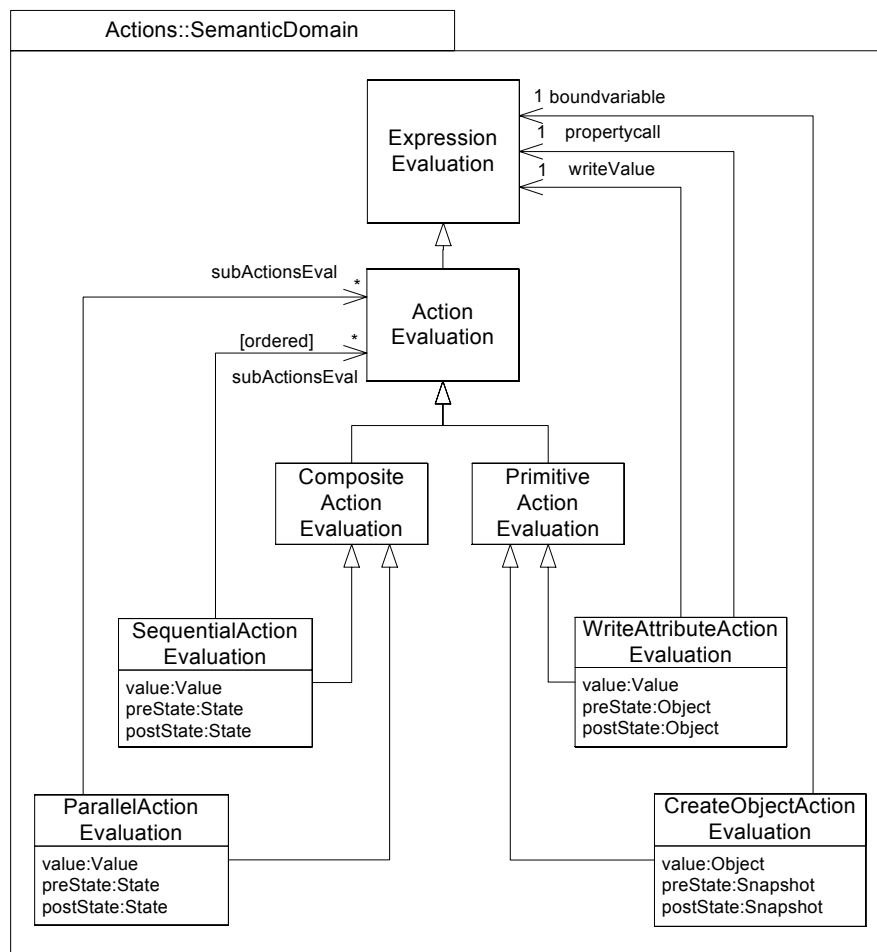 Actions::SemanticDomain
1 boundvariable
Expression
Evaluation
1 propertycall
1 writeValue
subActionsEval
*
Action
Evaluation
[ordered]
*
subActionsEval
Composite
Action
Evaluation
Primitive
Action
Evaluation
SequentialAction
Evaluation
value:Value
preState:State
postState:State
WriteAttributeAction
Evaluation
value:Value
preState:Object
postState:Object
ParallelAction
Evaluation
value:Value
preState:State
postState:State
CreateObjectAction
Evaluation
value:Object
preState:Snapshot
postState:Snapshot